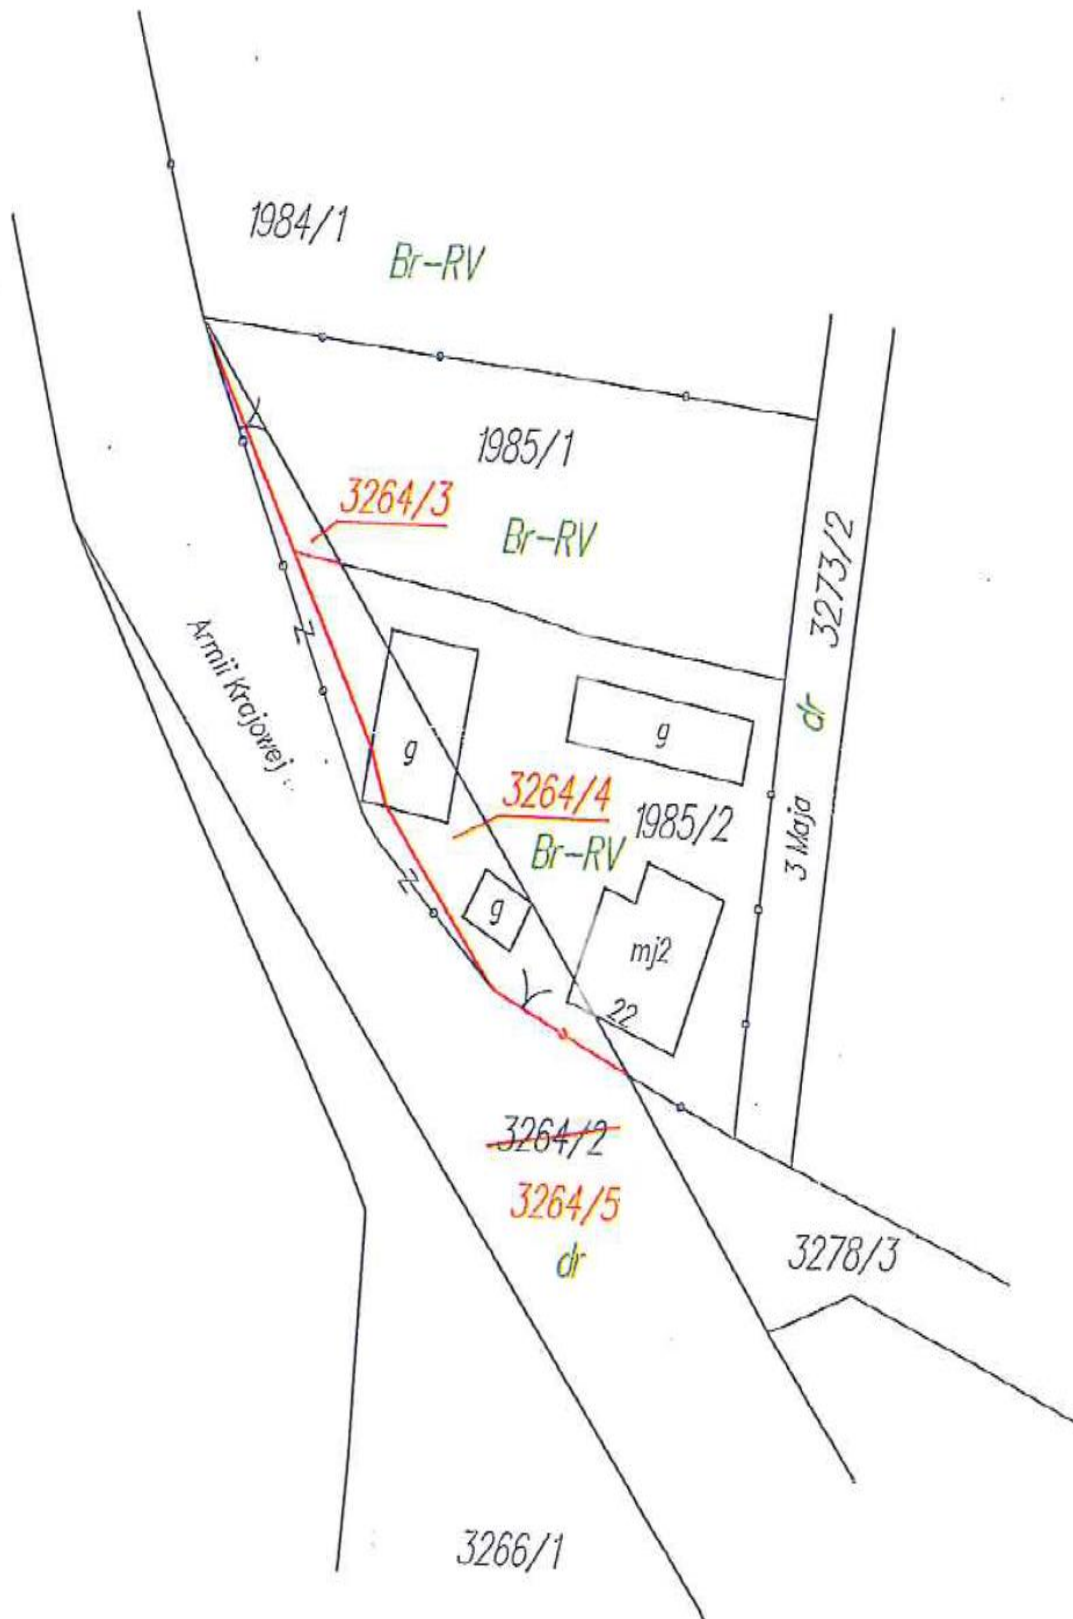 1984/1
Br-RV
1985/1
3264/3
Br-RV
3273/2
Armii Krajowej
dr
g
g
3264/4
1985/2
3 Maja
Br-RV
g
mj2
22
3264/2
3264/5
3278/3
dr
3266/1